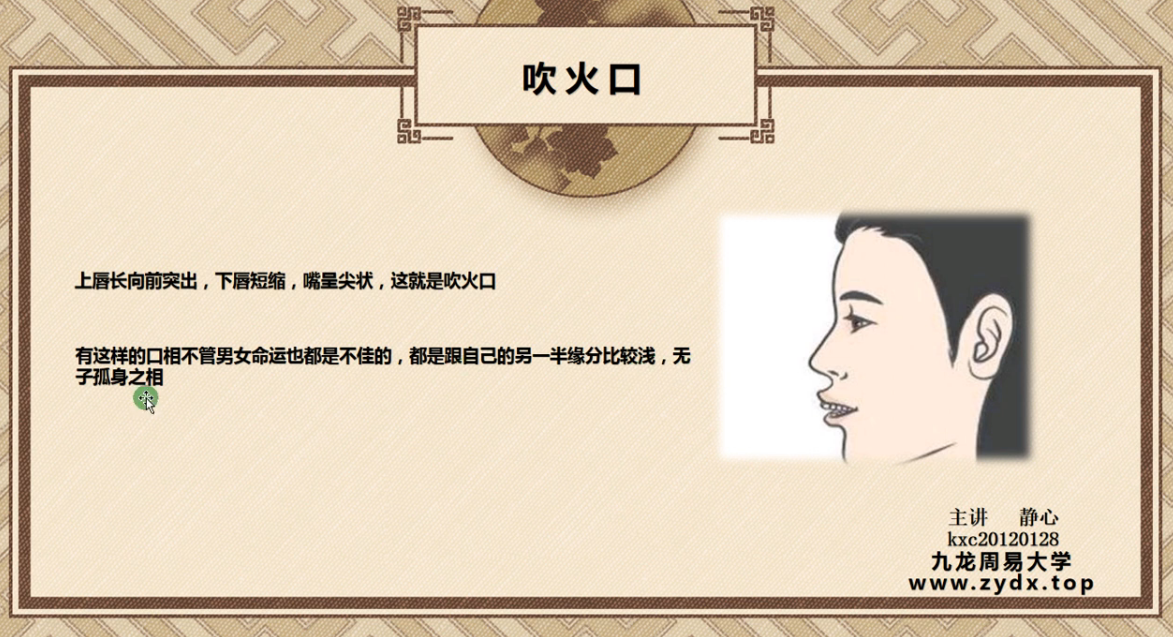 吹火口
上唇长向前突出，下唇短缩，嘴呈尖状，这就是吹火口
有这样的口相不管男女命运也都是不佳的，都是跟自己的另一半缘分比较浅，无
子孤身之相
主讲 静心
kxc20120128
九龙周易大学
www.zydx.top